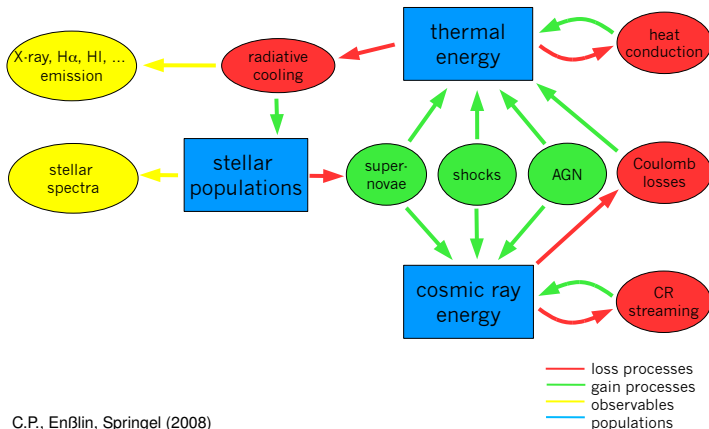 X-ray, Hα, HI, ...
emission
radiative
cooling
thermal
energy
heat
conduction
stellar
spectra
stellar
populations
super-
novae
shocks
AGN
Coulomb
losses
cosmic ray
energy
CR
streaming
loss processes
gain processes
observables
populations
C.P., Enßlin, Springel (2008)